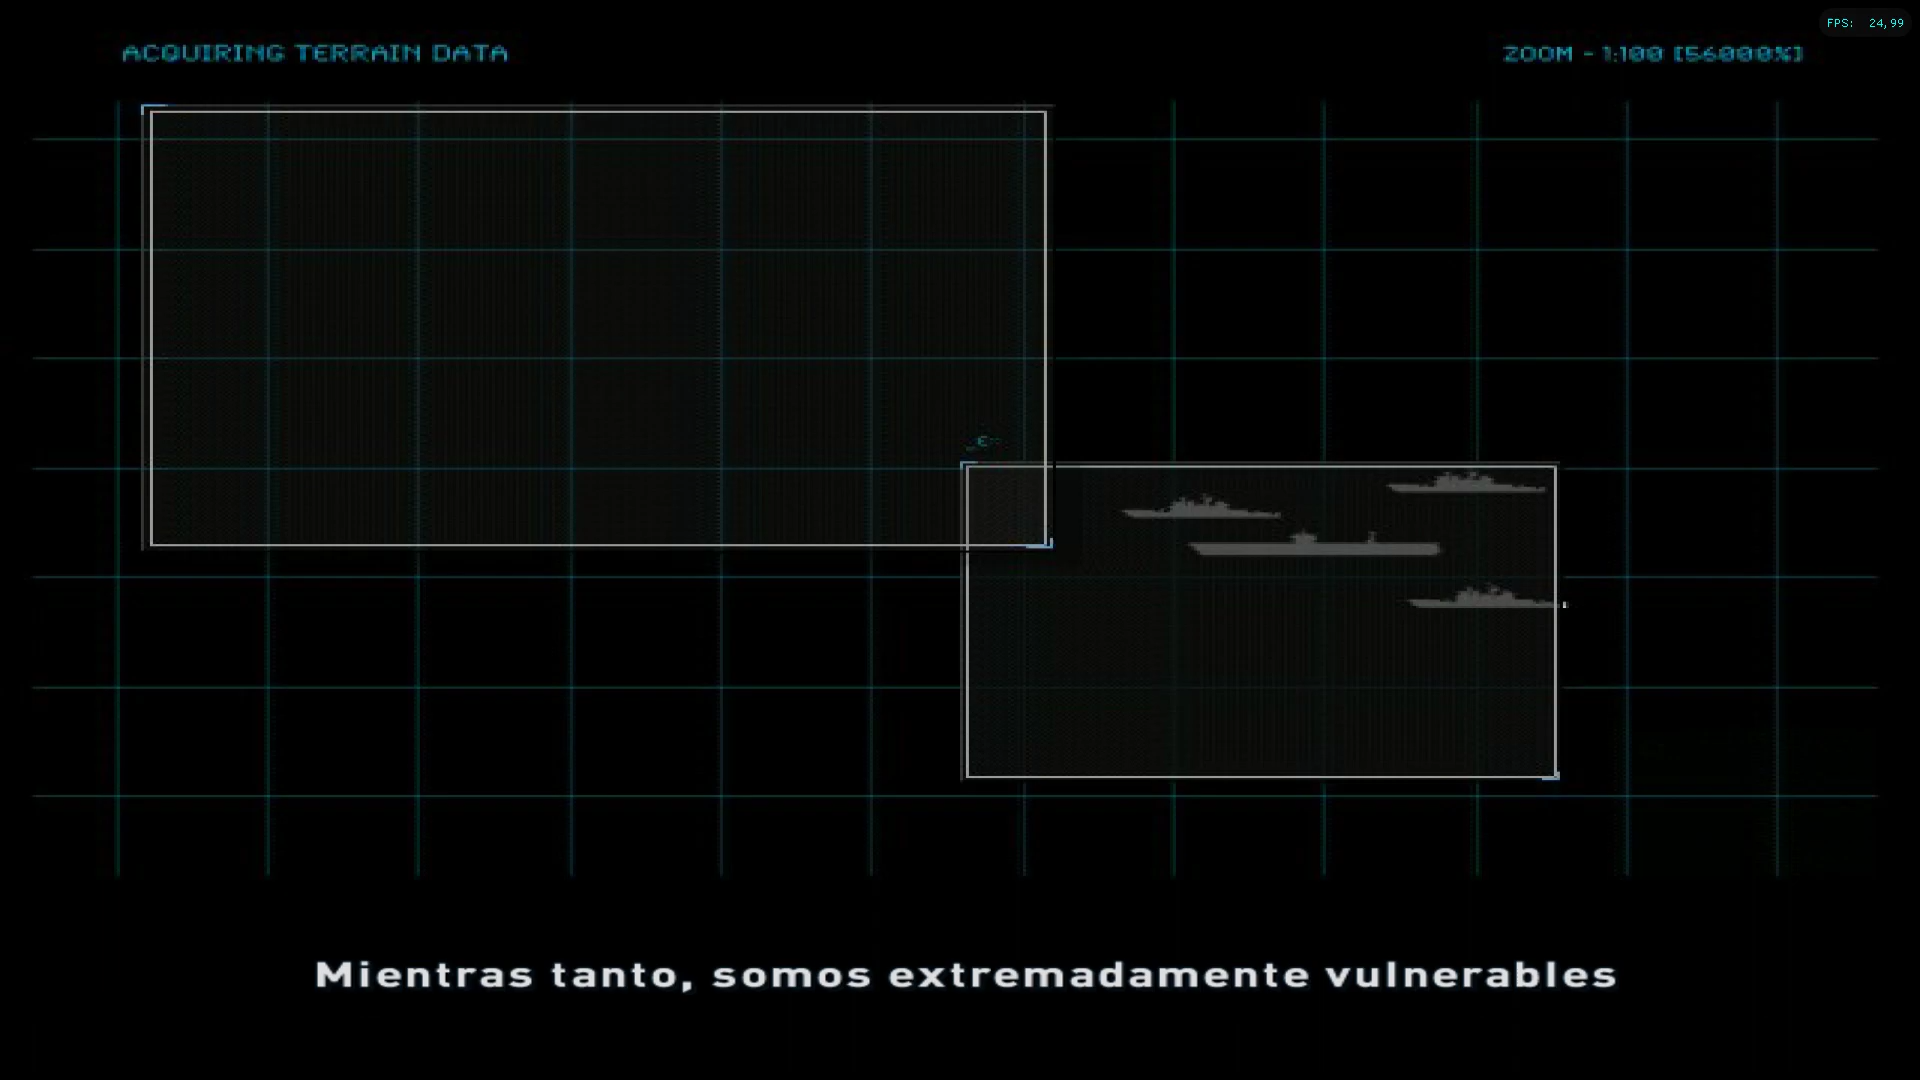 FPS: 24,99
ACQUIRING TERRAIN DATA
ZOOM - 1:100 [56000%]
Mientras tanto, somos extremadamente vulnerables